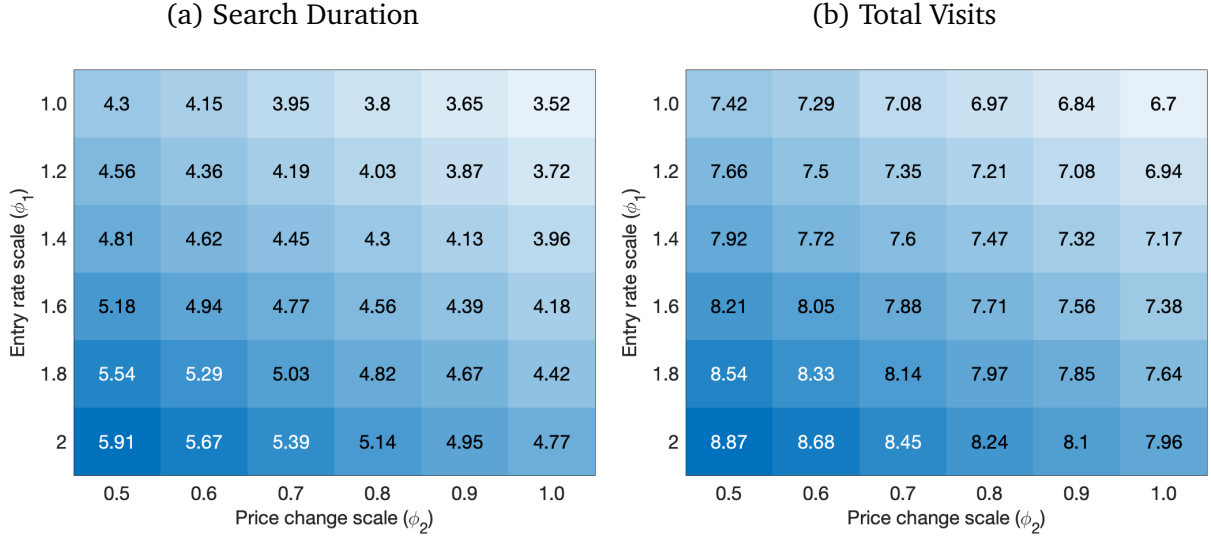 (a) Search Duration
Entry rate scale (ϕ1)
1.0 4.3 4.15 3.95 3.8 3.65 3.52
1.2 4.56 4.36 4.19 4.03 3.87 3.72
1.4 4.81 4.62 4.45 4.3 4.13 3.96
1.6 5.18 4.94 4.77 4.56 4.39 4.18
1.8 5.54 5.29 5.03 4.82 4.67 4.42
2 5.91 5.67 5.39 5.14 4.95 4.77
0.5 0.6 0.7 0.8 0.9 1.0
Price change scale (ϕ2)
(b) Total Visits
Entry rate scale (ϕ1)
1.0 7.42 7.29 7.08 6.97 6.84 6.7
1.2 7.66 7.5 7.35 7.21 7.08 6.94
1.4 7.92 7.72 7.6 7.47 7.32 7.17
1.6 8.21 8.05 7.88 7.71 7.56 7.38
1.8 8.54 8.33 8.14 7.97 7.85 7.64
2 8.87 8.68 8.45 8.24 8.1 7.96
0.5 0.6 0.7 0.8 0.9 1.0
Price change scale (ϕ2)